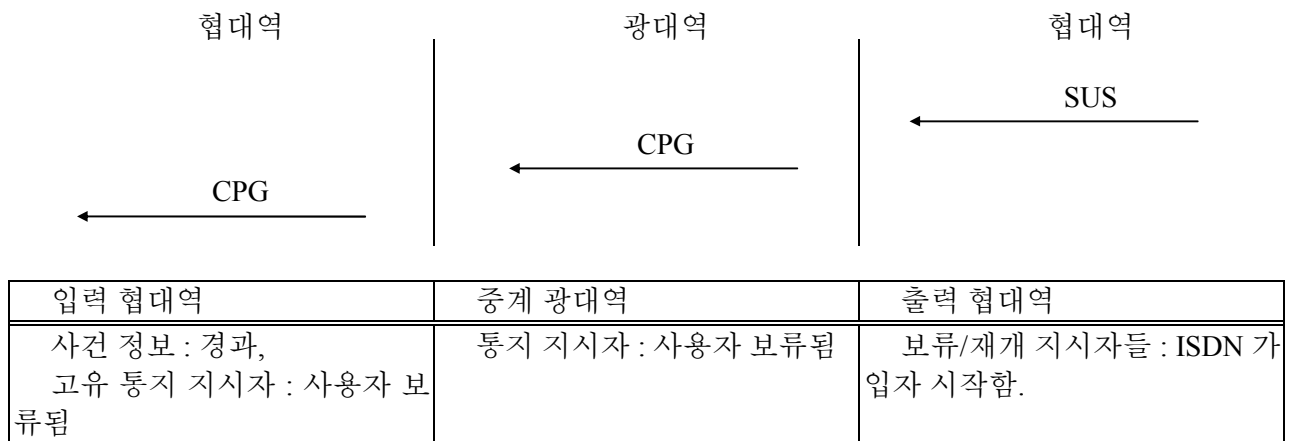 협대역 광대역 협대역
SUS
CPG
CPG
입력 협대역 중계 광대역 출력 협대역
사건 정보 : 경과, 통지 지시자 : 사용자 보류됨 보류/재개 지시자들 : ISDN 가
고유 통지 지시자 : 사용자 보 입자 시작함.
류됨